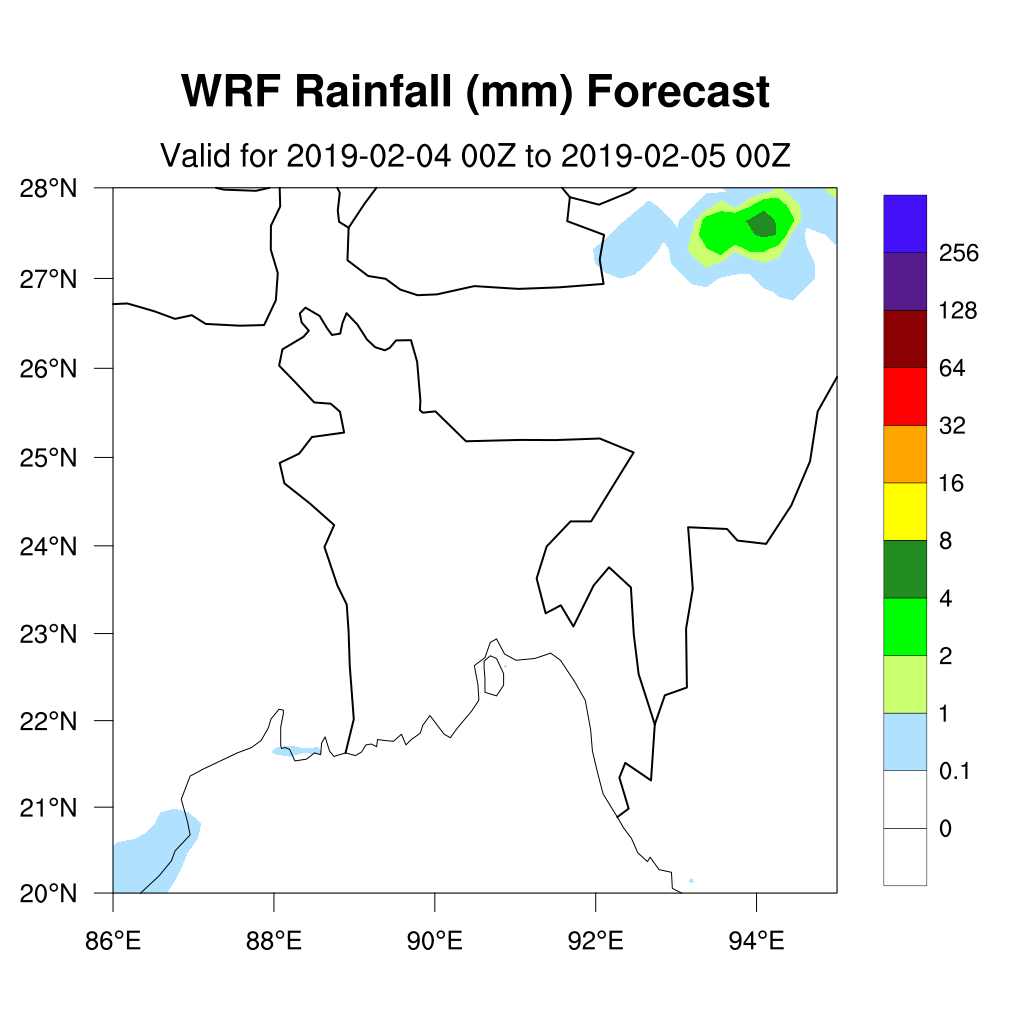 WRF Rainfall (mm) Forecast
Valid for 2019-02-04 00Z to 2019-02-05 00Z
28°N
27°N
26°N
25°N
24°N
23°N
22°N
21°N
20°N
86°E
88°E
90°E
92°E
94°E
256
128
64
32
16
8
4
2
1
0.1
0